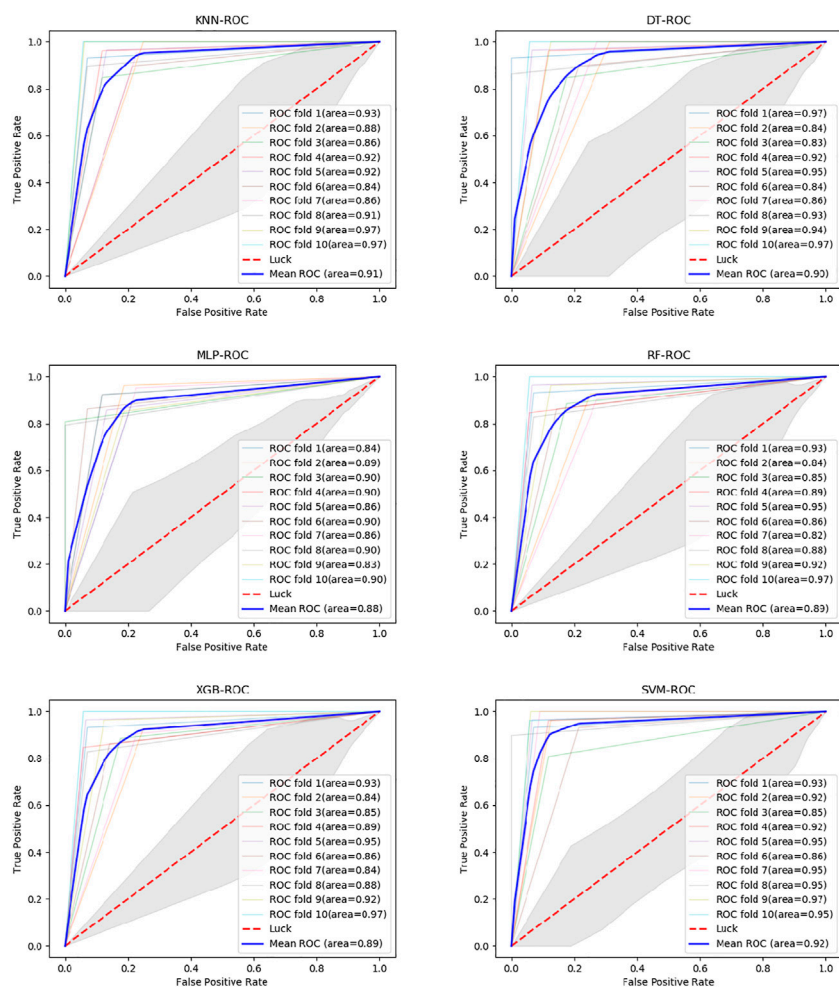 KNN-ROC
1.0
0.8
0.6
0.4
0.2
0.0
True Positive Rate
ROC fold 1(area=0.93)
ROC fold 2(area=0.88)
ROC fold 3(area=0.86)
ROC fold 4(area=0.92)
ROC fold 5(area=0.92)
ROC fold 6(area=0.84)
ROC fold 7(area=0.86)
ROC fold 8(area=0.91)
ROC fold 9(area=0.97)
ROC fold 10(area=0.97)
Luck
Mean ROC (area=0.91)
0.0 0.2 0.4 0.6 0.8 1.0
False Positive Rate
DT-ROC
1.0
0.8
0.6
0.4
0.2
0.0
True Positive Rate
ROC fold 1(area=0.97)
ROC fold 2(area=0.84)
ROC fold 3(area=0.83)
ROC fold 4(area=0.92)
ROC fold 5(area=0.95)
ROC fold 6(area=0.84)
ROC fold 7(area=0.86)
ROC fold 8(area=0.93)
ROC fold 9(area=0.94)
ROC fold 10(area=0.97)
Luck
Mean ROC (area=0.90)
0.0 0.2 0.4 0.6 0.8 1.0
False Positive Rate
MLP-ROC
1.0
0.8
0.6
0.4
0.2
0.0
True Positive Rate
ROC fold 1(area=0.84)
ROC fold 2(area=0.89)
ROC fold 3(area=0.90)
ROC fold 4(area=0.90)
ROC fold 5(area=0.86)
ROC fold 6(area=0.90)
ROC fold 7(area=0.86)
ROC fold 8(area=0.90)
ROC fold 9(area=0.83)
ROC fold 10(area=0.90)
Luck
Mean ROC (area=0.88)
0.0 0.2 0.4 0.6 0.8 1.0
False Positive Rate
RF-ROC
1.0
0.8
0.6
0.4
0.2
0.0
True Positive Rate
ROC fold 1(area=0.93)
ROC fold 2(area=0.84)
ROC fold 3(area=0.85)
ROC fold 4(area=0.89)
ROC fold 5(area=0.95)
ROC fold 6(area=0.86)
ROC fold 7(area=0.82)
ROC fold 8(area=0.88)
ROC fold 9(area=0.92)
ROC fold 10(area=0.97)
Luck
Mean ROC (area=0.89)
0.0 0.2 0.4 0.6 0.8 1.0
False Positive Rate
XGB-ROC
1.0
0.8
0.6
0.4
0.2
0.0
True Positive Rate
ROC fold 1(area=0.93)
ROC fold 2(area=0.84)
ROC fold 3(area=0.85)
ROC fold 4(area=0.89)
ROC fold 5(area=0.95)
ROC fold 6(area=0.86)
ROC fold 7(area=0.84)
ROC fold 8(area=0.88)
ROC fold 9(area=0.92)
ROC fold 10(area=0.97)
Luck
Mean ROC (area=0.89)
0.0 0.2 0.4 0.6 0.8 1.0
False Positive Rate
SVM-ROC
1.0
0.8
0.6
0.4
0.2
0.0
True Positive Rate
ROC fold 1(area=0.93)
ROC fold 2(area=0.92)
ROC fold 3(area=0.85)
ROC fold 4(area=0.92)
ROC fold 5(area=0.95)
ROC fold 6(area=0.86)
ROC fold 7(area=0.95)
ROC fold 8(area=0.95)
ROC fold 9(area=0.97)
ROC fold 10(area=0.95)
Luck
Mean ROC (area=0.92)
0.0 0.2 0.4 0.6 0.8 1.0
False Positive Rate